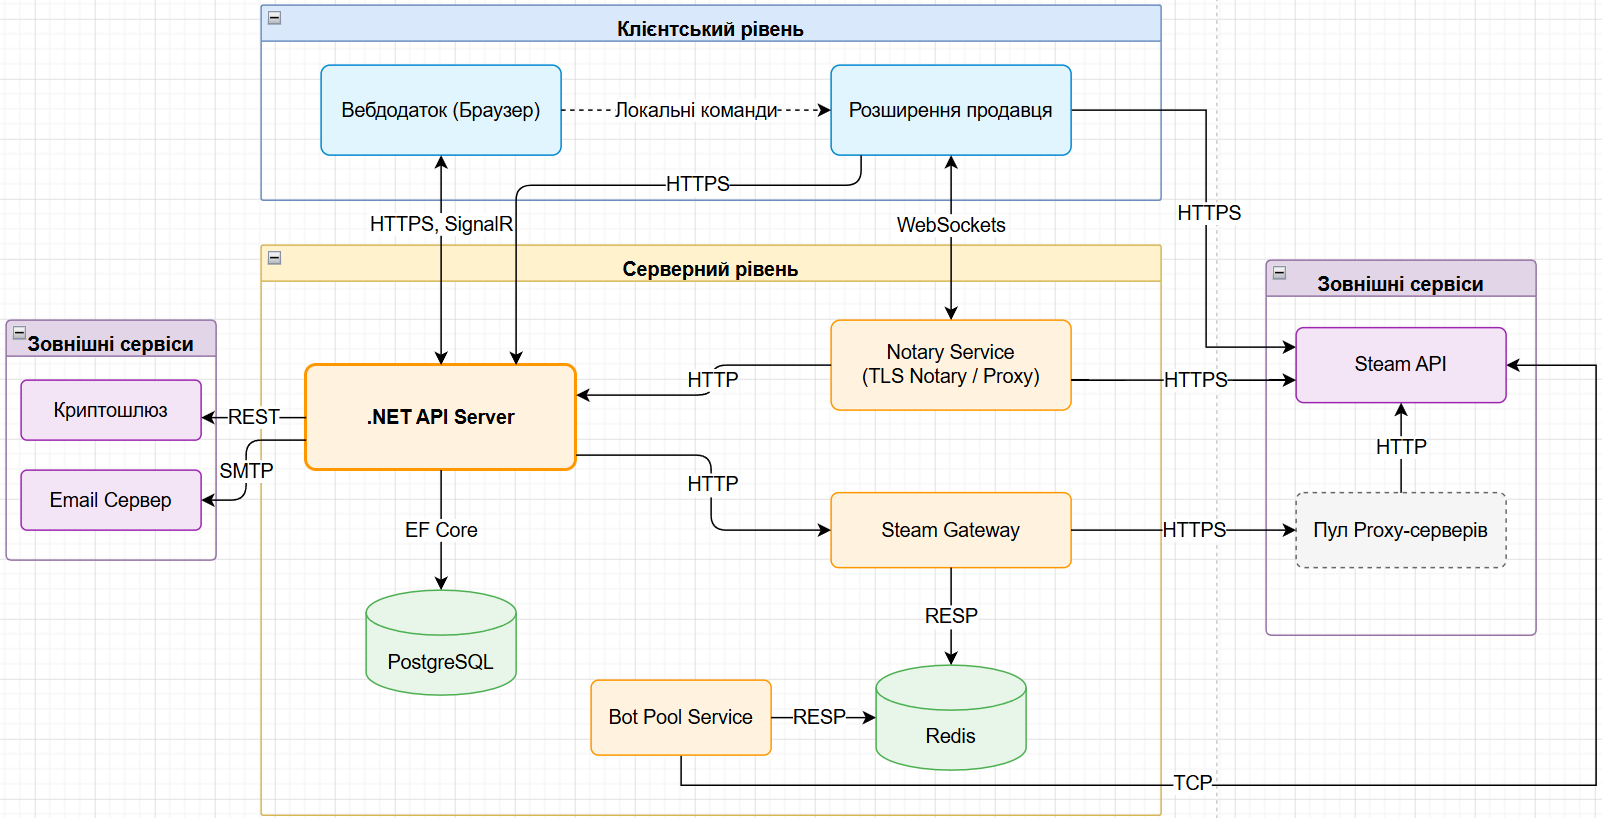 Клієнтський рівень
Вебдодаток (Браузер)
Локальні команди
Розширення продавця
HTTPS
HTTPS
HTTPS, SignalR
WebSockets
Серверний рівень
Зовнішні сервіси
Зовнішні сервіси
Notary Service
(TLS Notary / Proxy)
Steam API
HTTP
HTTPS
Криптошлюз
REST
.NET API Server
HTTP
SMTP
HTTP
Email Сервер
EF Core
Steam Gateway
HTTPS
Пул Proxy-серверів
RESP
PostgreSQL
Bot Pool Service
RESP
Redis
TCP